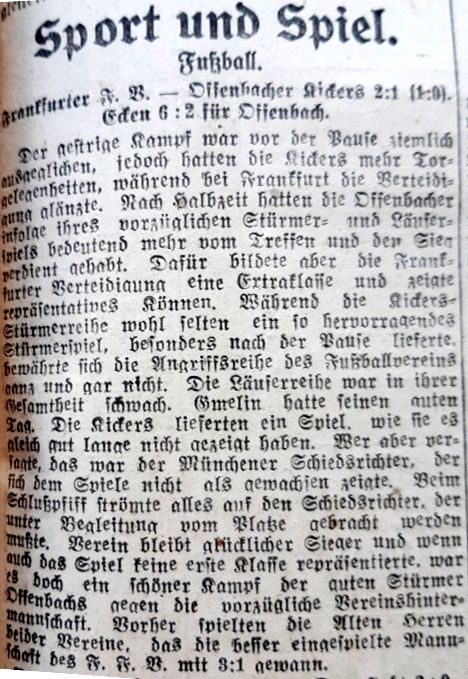 Sport und Spiel.
Fußball.
Frankfurter F. V. — Offenbacher Kickers 2:1 (1:0).
Ecken 6:2 für Offenbach.
Der gestrige Kampf war vor der Pause ziemlich
ausgeglichen, jedoch hatten die Kickers mehr Tor-
gelegenheiten, während bei Frankfurt die Verteidi-
gung glänzte. Nach Halbzeit hatten die Offenbacher
infolge ihres vorzüglichen Stürmer- und Läufer-
spiels bedeutend mehr vom Treffen und den Sieg
verdient gehabt. Dafür bildete aber die Frank-
furter Verteidigung eine Extraklasse und zeigte
repräsentatives Können. Während die Kickers-
Stürmerreihe wohl selten ein so hervorragendes
Stürmerspiel, besonders nach der Pause lieferte,
bewährte sich die Angriffsreihe des Fußballvereins
ganz und gar nicht. Die Läuferreihe war in ihrer
Gesamtheit schwach. Gmelin hatte seinen guten
Tag. Die Kickers lieferten ein Spiel, wie sie es
gleich gut lange nicht gezeigt haben. Wer aber ver-
sagte, das war der Münchener Schiedsrichter, der
sich dem Spiele nicht als gewachsen zeigte. Beim
Schlußpfiff strömte alles auf den Schiedsrichter, der
unter Begleitung vom Platze gebracht werden
mußte. Verein bleibt glücklicher Sieger und wenn
auch das Spiel keine erste Klasse repräsentierte, war
es doch ein schöner Kampf der guten Stürmer
Offenbachs gegen die vorzügliche Vereinshinter-
mannschaft. Vorher spielten die Alten Herren
beider Vereine, das die besser eingespielte Mann-
schaft des F. F. V. mit 3:1 gewann.